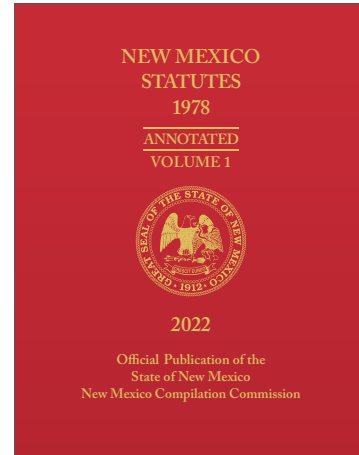 NEW MEXICO
STATUTES
1978
ANNOTATED
VOLUME 1
GREAT SEAL OF THE STATE OF NEW MEXICO
• 1912 •
2022
Official Publication of the
State of New Mexico
New Mexico Compilation Commission